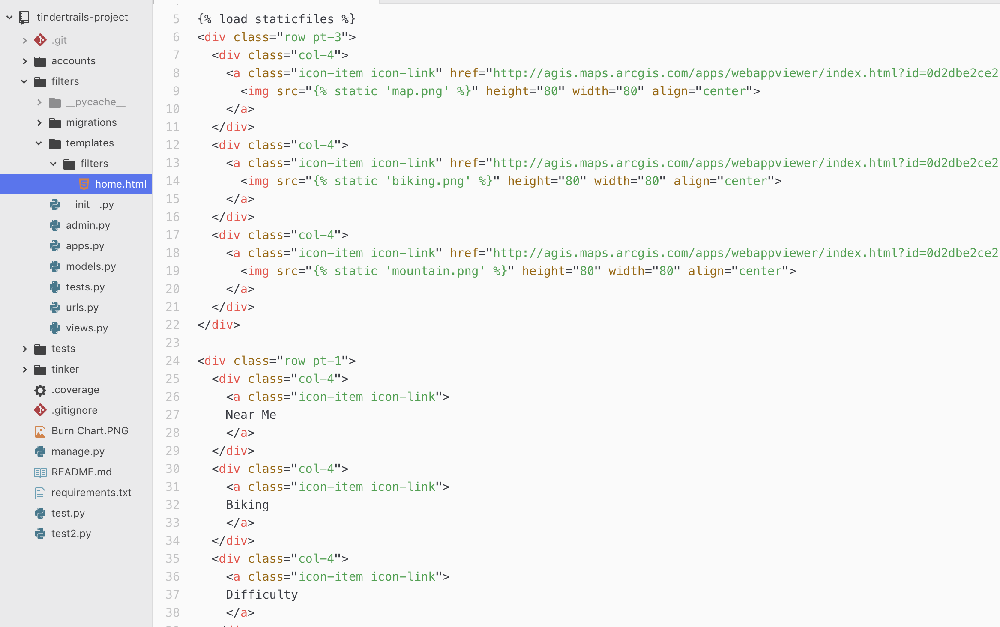 tindertrails-project
.git
accounts
filters
__pycache__
migrations
templates
filters
home.html
__init__.py
admin.py
apps.py
models.py
tests.py
urls.py
views.py
tests
tinker
.coverage
.gitignore
Burn Chart.PNG
manage.py
README.md
requirements.txt
test.py
test2.py
5 {% load staticfiles %}
6 <div class="row pt-3">
7 <div class="col-4">
8 <a class="icon-item icon-link" href="http://agis.maps.arcgis.com/apps/webappviewer/index.html?id=0d2dbe2ce2
9 <img src="{% static 'map.png' %}" height="80" width="80" align="center">
10 </a>
11 </div>
12 <div class="col-4">
13 <a class="icon-item icon-link" href="http://agis.maps.arcgis.com/apps/webappviewer/index.html?id=0d2dbe2ce2
14 <img src="{% static 'biking.png' %}" height="80" width="80" align="center">
15 </a>
16 </div>
17 <div class="col-4">
18 <a class="icon-item icon-link" href="http://agis.maps.arcgis.com/apps/webappviewer/index.html?id=0d2dbe2ce2
19 <img src="{% static 'mountain.png' %}" height="80" width="80" align="center">
20 </a>
21 </div>
22 </div>
23
24 <div class="row pt-1">
25 <div class="col-4">
26 <a class="icon-item icon-link">
27 Near Me
28 </a>
29 </div>
30 <div class="col-4">
31 <a class="icon-item icon-link">
32 Biking
33 </a>
34 </div>
35 <div class="col-4">
36 <a class="icon-item icon-link">
37 Difficulty
38 </a>